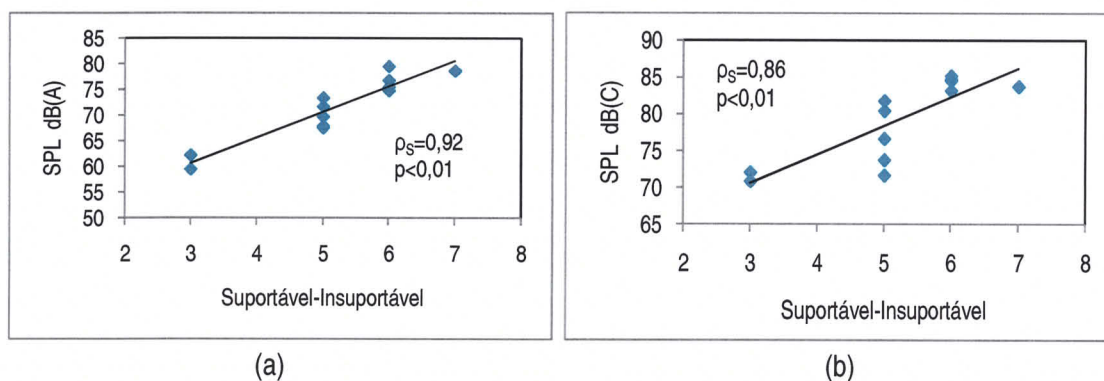 85
80
75
70
65
60
55
50
SPL dB(A)
ρS=0,92
p<0,01
2 3 4 5 6 7 8
Suportável-Insuportável
(a)
90
85
80
75
70
65
SPL dB(C)
ρS=0,86
p<0,01
2 3 4 5 6 7 8
Suportável-Insuportável
(b)